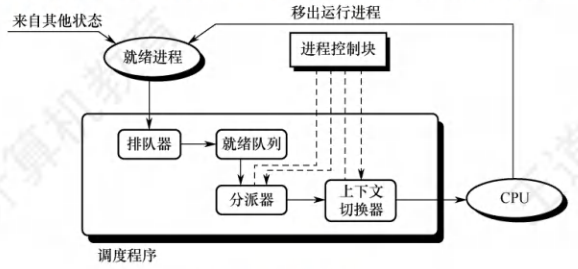 移出运行进程
来自其他状态
就绪进程
进程控制块
排队器
就绪队列
分派器
上下文
切换器
CPU
调度程序